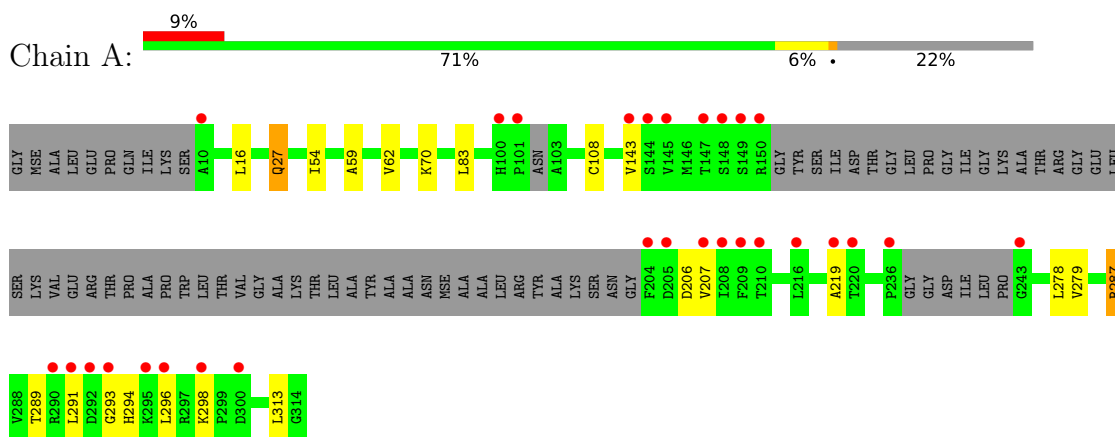 9%
Chain A:
71% 6% • 22%
GLY MSE ALA LEU GLU PRO GLN ILE LYS SER A10 L16 Q27 I54 A59 V62 K70 L83 H100 P101 ASN A103 C108 V143 S144 V145 M146 T147 S148 S149 R150 GLY TYR SER ILE ASP THR GLY LEU PRO GLY ILE GLY LYS ALA THR ARG GLY GLU LEU
SER LYS VAL GLU ARG THR PRO ALA PRO TRP LEU THR VAL GLY ALA LYS THR LEU ALA TYR ALA ALA ASN MSE ALA ALA LEU ARG TYR ALA LYS SER ASN GLY F204 D205 D206 V207 I208 F209 T210 L216 A219 T220 P236 GLY GLY ASP ILE LEU PRO G243 L278 V279
V288 T289 R290 L291 D292 G293 H294 K295 L296 R297 K298 P299 D300 L313 G314